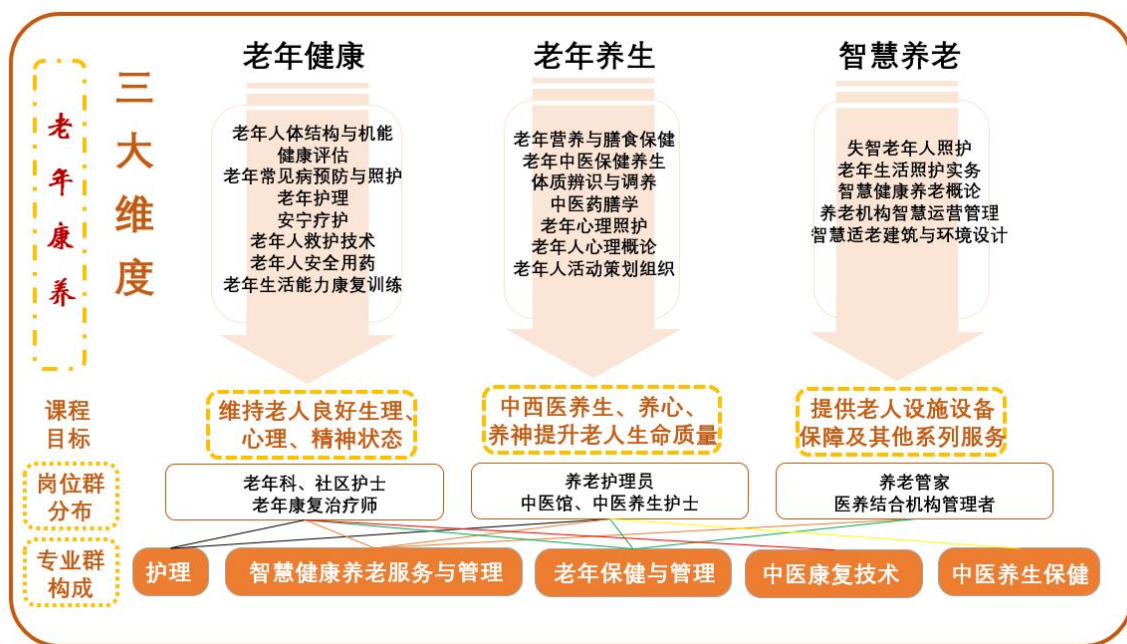 老年康养
三大维度
老年健康
老年人体结构与机能
健康评估
老年常见病预防与照护
老年护理
安宁疗护
老年人救护技术
老年人安全用药
老年生活能力康复训练
老年养生
老年营养与膳食保健
老年中医保健养生
体质辨识与调养
中医药膳学
老年心理照护
老年人心理概论
老年人活动策划组织
智慧养老
失智老年人照护
老年生活照护实务
智慧健康养老概论
养老机构智慧运营管理
智慧适老建筑与环境设计
课程
目标
维持老人良好生理、
心理、精神状态
中西医养生、养心、
养神提升老人生命质量
提供老人设施设备
保障及其他系列服务
岗位群
分布
老年科、社区护士
老年康复治疗师
养老护理员
中医馆、中医养生护士
养老管家
医养结合机构管理者
专业群
构成
护理
智慧健康养老服务与管理
老年保健与管理
中医康复技术
中医养生保健